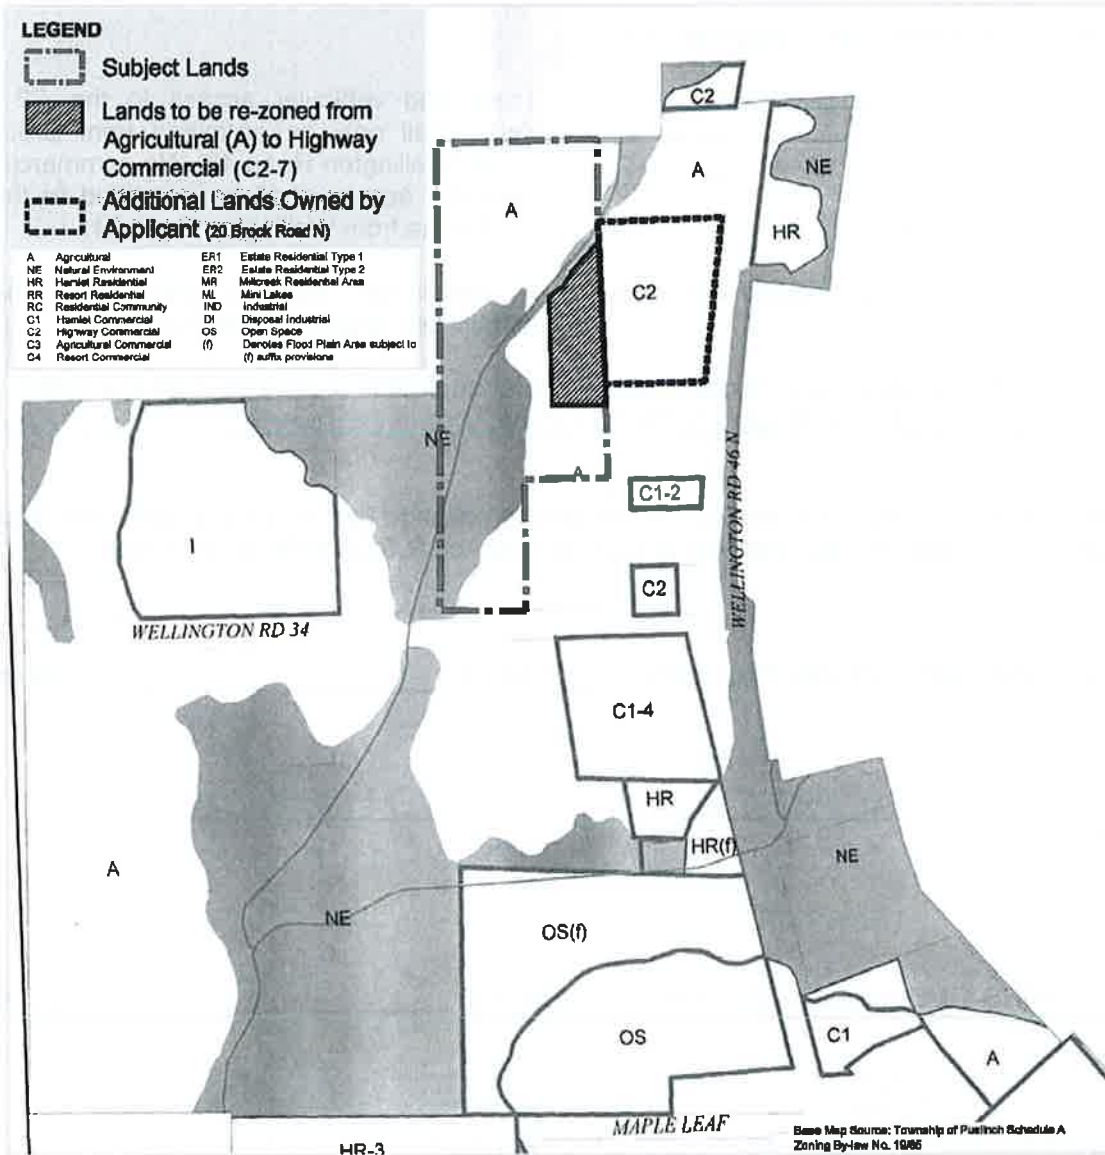 LEGEND
Subject Lands
Lands to be re-zoned from
Agricultural (A) to Highway
Commercial (C2-7)
Additional Lands Owned by
Applicant (20 Brock Road N)
A Agricultural
NE Natural Environment
HR Hamlet Residential
RR Resort Residential
RC Residential Community
C1 Hamlet Commercial
C2 Highway Commercial
C3 Agricultural Commercial
C4 Resort Commercial
ER1 Estate Residential Type 1
ER2 Estate Residential Type 2
MR Millcreek Residential Area
ML Mini Lakes
IND Industrial
DI Disposal Industrial
OS Open Space
(f) Denotes Flood Plain Area subject to
(f) suffix provisions
C2
A
NE
HR
A
C2
NE
A
C1-2
WELLINGTON RD 46 N
I
C2
WELLINGTON RD 34
C1-4
HR
HR(f)
NE
A
NE
OS(f)
OS
C1
A
MAPLE LEAF
HR-3
Base Map Source: Township of Puslinch Schedule A
Zoning By-law No. 19/85